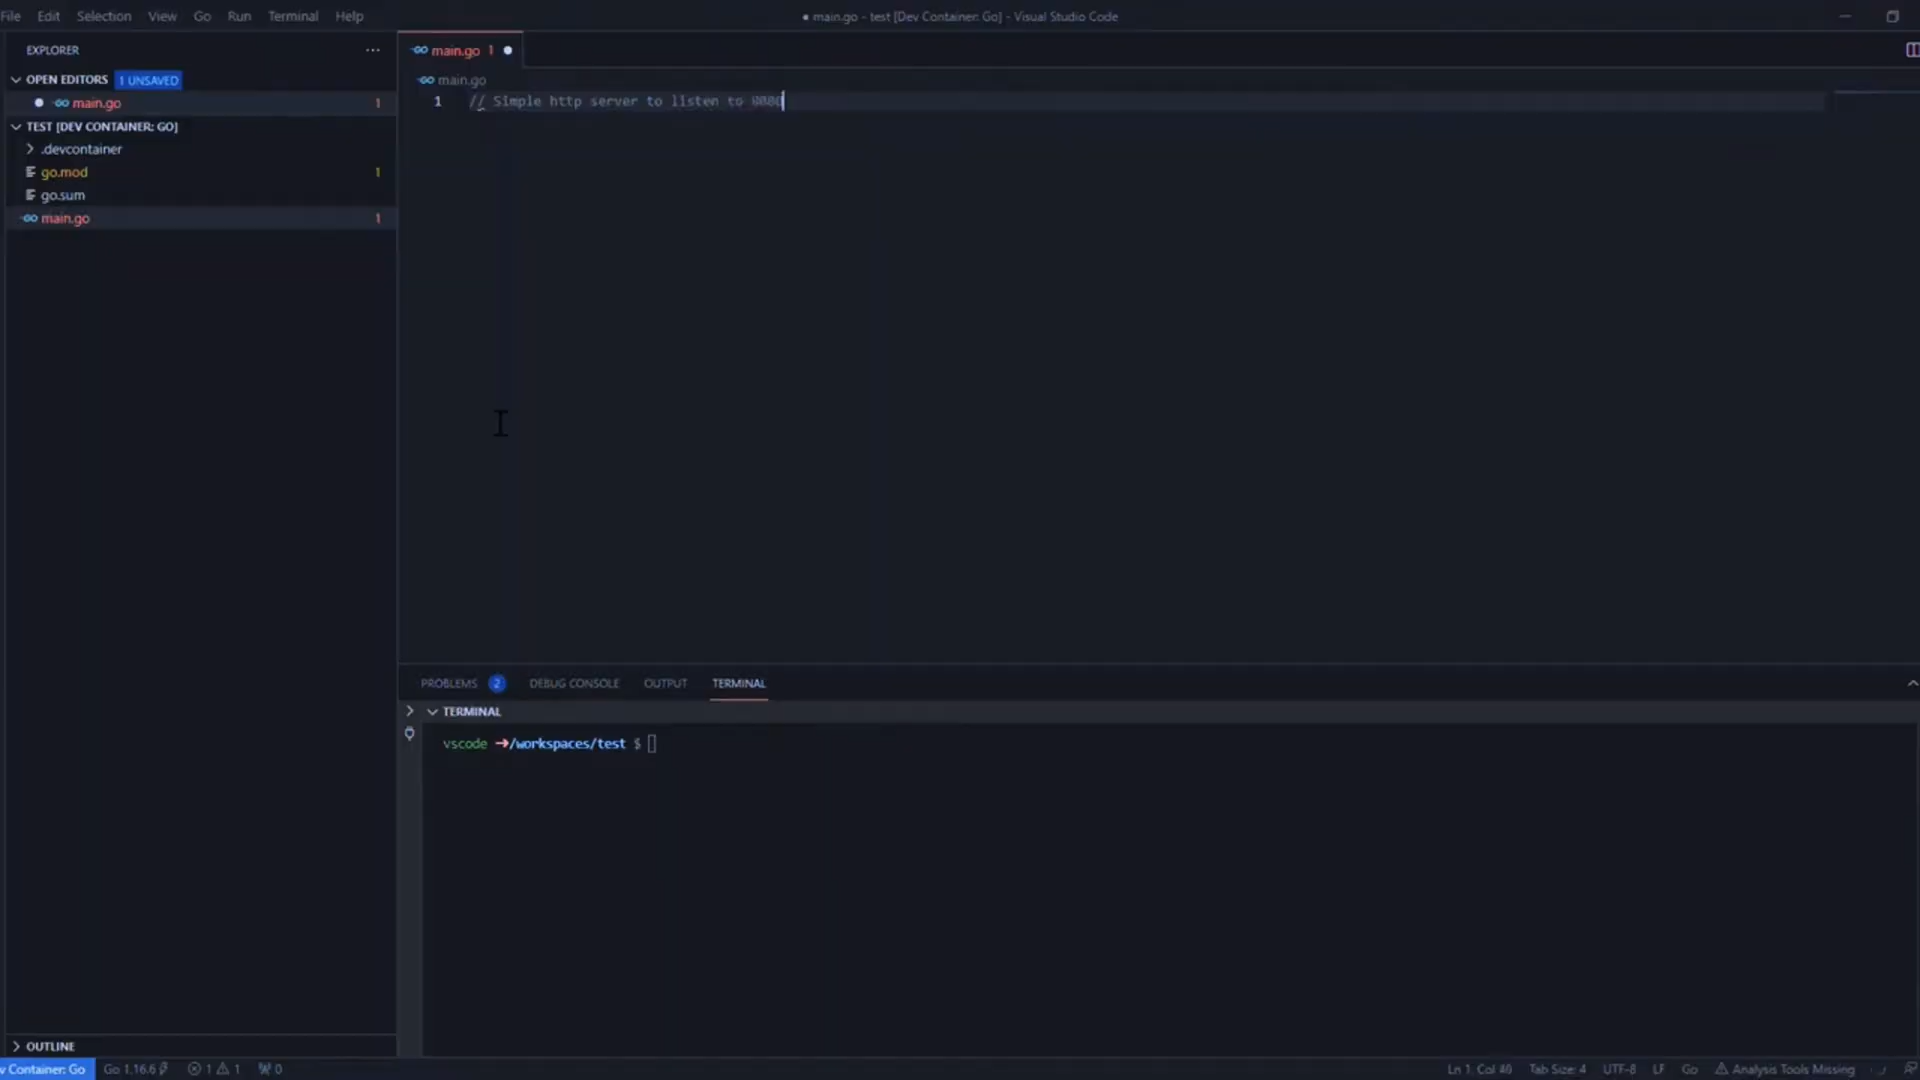 File Edit Selection View Go Run Terminal Help
● main.go - test [Dev Container: Go] - Visual Studio Code
EXPLORER ...
OPEN EDITORS 1 UNSAVED
main.go 1
TEST [DEV CONTAINER: GO]
.devcontainer
go.mod 1
go.sum
main.go 1
OUTLINE
main.go 1
main.go
1 // Simple http server to listen to 8080
PROBLEMS 2 DEBUG CONSOLE OUTPUT TERMINAL
TERMINAL
vscode ➜/workspaces/test $
v Container: Go Go 1.16.6 1 1 0 Ln 1, Col 40 Tab Size: 4 UTF-8 LF Go Analysis Tools Missing